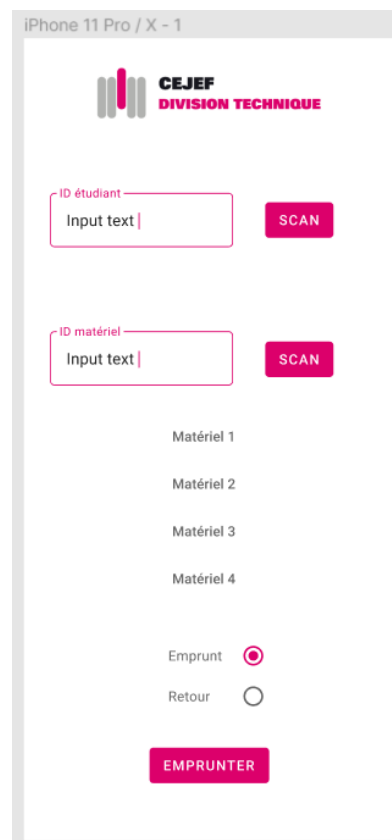 iPhone 11 Pro / X - 1
CEJEF
DIVISION TECHNIQUE
ID étudiant
Input text
SCAN
ID matériel
Input text
SCAN
Matériel 1
Matériel 2
Matériel 3
Matériel 4
Emprunt
Retour
EMPRUNTER